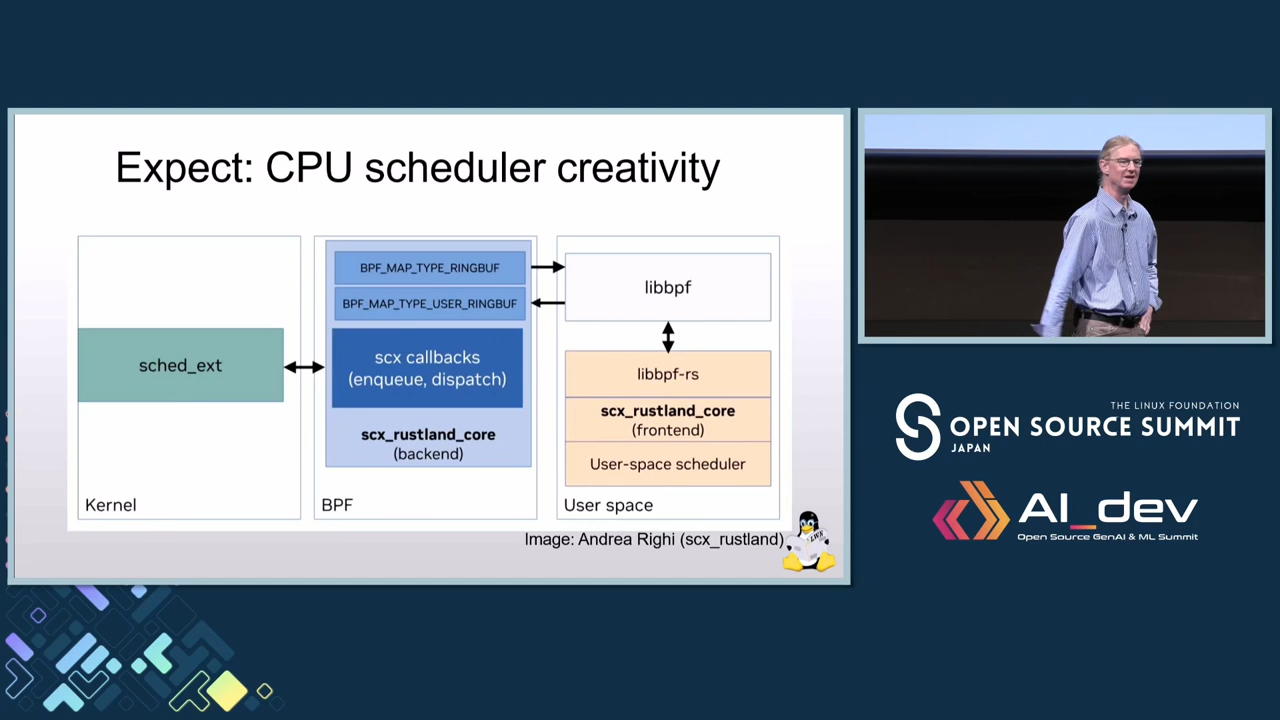 Expect: CPU scheduler creativity
sched_ext
Kernel
BPF_MAP_TYPE_RINGBUF
BPF_MAP_TYPE_USER_RINGBUF
scx callbacks
(enqueue, dispatch)
scx_rustland_core
(backend)
BPF
libbpf
libbpf-rs
scx_rustland_core
(frontend)
User-space scheduler
User space
Image: Andrea Righi (scx_rustland)
LWN
THE LINUX FOUNDATION
OPEN SOURCE SUMMIT
JAPAN
AI_dev
Open Source GenAI & ML Summit